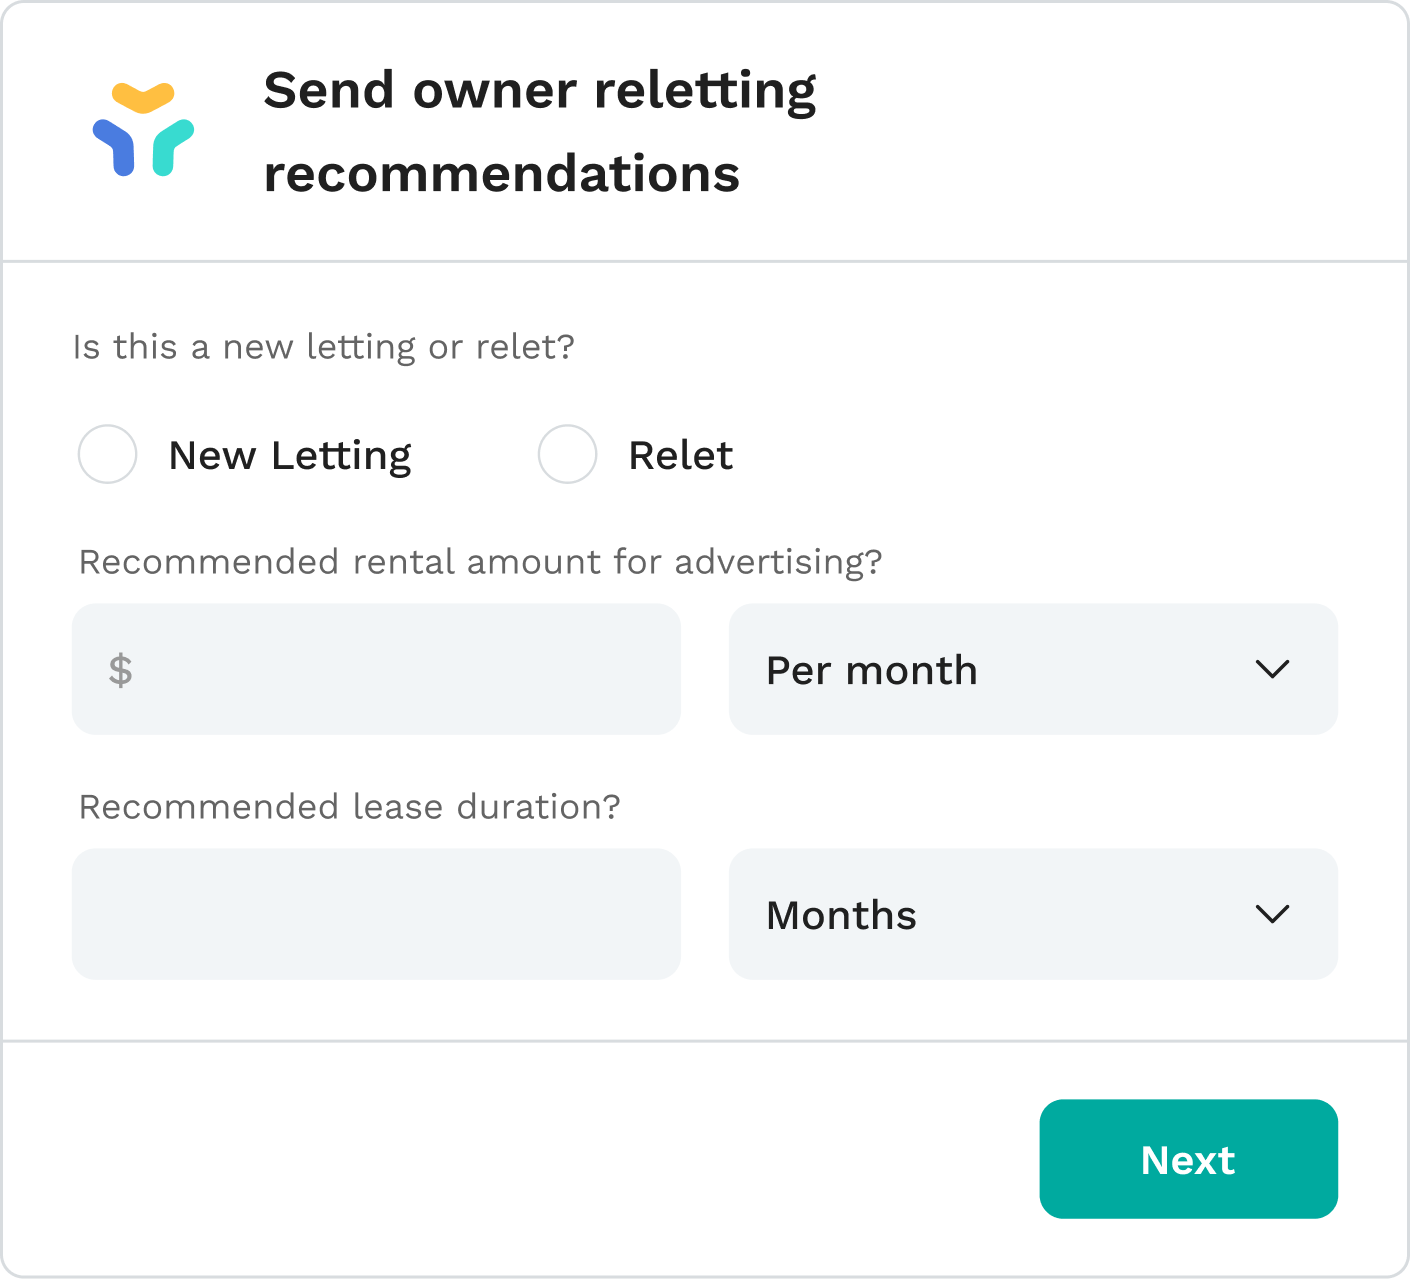 Send owner reletting
recommendations
Is this a new letting or relet?
New Letting
Relet
Recommended rental amount for advertising?
$
Per month
Recommended lease duration?
Months
Next